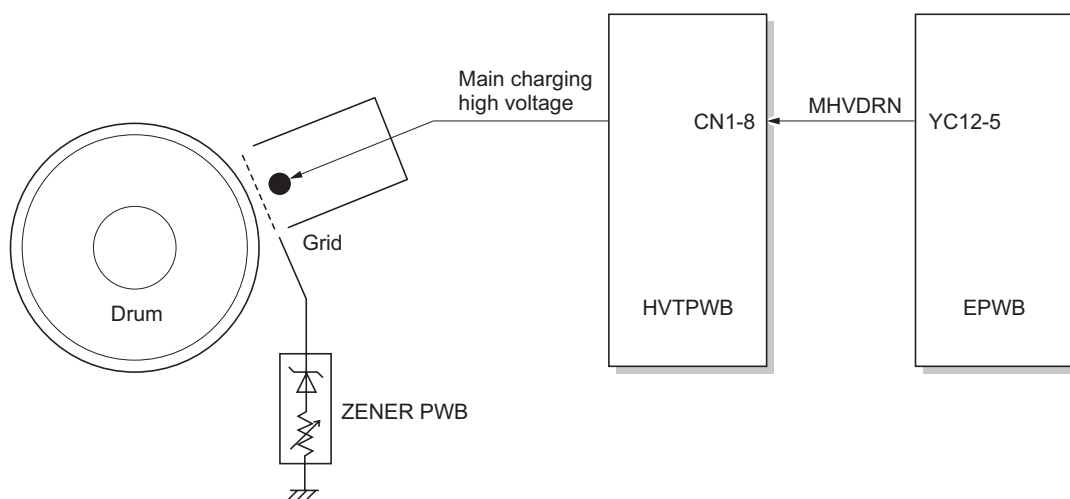 Main charging
high voltage
MHVDRN
CN1-8
YC12-5
Grid
Drum
HVTPWB
EPWB
ZENER PWB